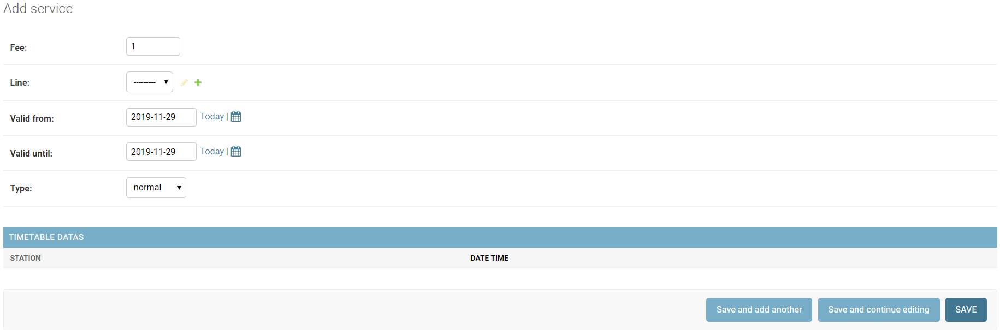 Add service
Fee: 1
Line: ---------
Valid from: 2019-11-29 Today |
Valid until: 2019-11-29 Today |
Type: normal
TIMETABLE DATAS
STATION DATE TIME
Save and add another Save and continue editing SAVE